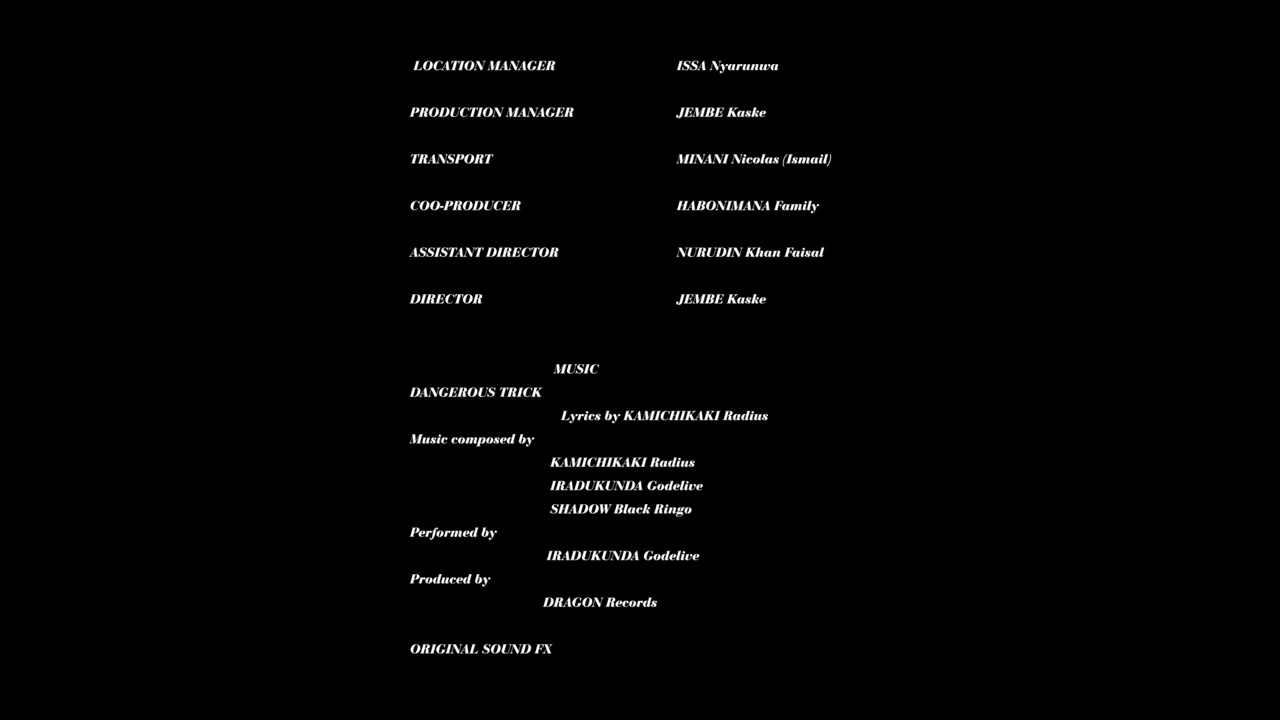 LOCATION MANAGER ISSA Nyarunwa
PRODUCTION MANAGER JEMBE Kaske
TRANSPORT MINANI Nicolas (Ismail)
COO-PRODUCER HABONIMANA Family
ASSISTANT DIRECTOR NURUDIN Khan Faisal
DIRECTOR JEMBE Kaske
MUSIC
DANGEROUS TRICK
Lyrics by KAMICHIKAKI Radius
Music composed by
KAMICHIKAKI Radius
IRADUKUNDA Godelive
SHADOW Black Ringo
Performed by
IRADUKUNDA Godelive
Produced by
DRAGON Records
ORIGINAL SOUND FX